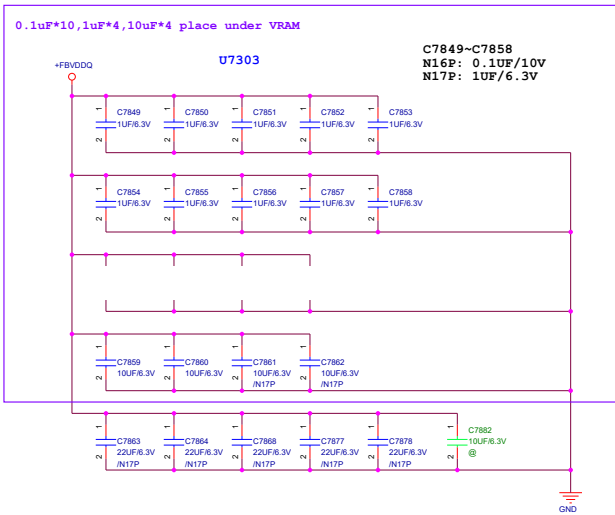 0.1uF*10,1uF*4,10uF*4 place under VRAM
+FBVDDQ
U7303
C7849~C7858
N16P: 0.1UF/10V
N17P: 1UF/6.3V
1 C7849 1 C7850 1 C7851 1 C7852 1 C7853
1UF/6.3V 1UF/6.3V 1UF/6.3V 1UF/6.3V 1UF/6.3V
2 2 2 2 2
1 C7854 1 C7855 1 C7856 1 C7857 1 C7858
1UF/6.3V 1UF/6.3V 1UF/6.3V 1UF/6.3V 1UF/6.3V
2 2 2 2 2
1 C7859 1 C7860 1 C7861 1 C7862
10UF/6.3V 10UF/6.3V 10UF/6.3V 10UF/6.3V
2 2 2 /N17P 2 /N17P
1 C7863 1 C7864 1 C7868 1 C7877 1 C7878 1 C7882
22UF/6.3V 22UF/6.3V 22UF/6.3V 22UF/6.3V 22UF/6.3V 10UF/6.3V
2 /N17P 2 /N17P 2 /N17P 2 /N17P 2 /N17P 2 @
GND